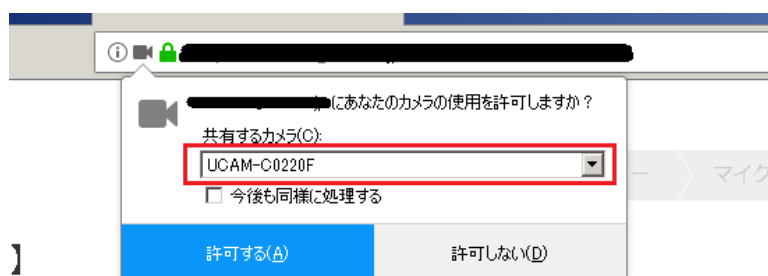 にあなたのカメラの使用を許可しますか？
共有するカメラ(C):
UCAM-C0220F
今後も同様に処理する
ー
マイク
許可する(A)
許可しない(D)
】